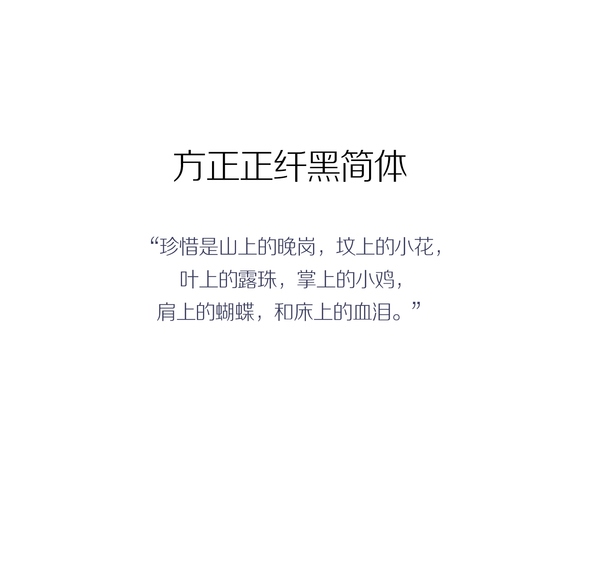 方正正纤黑简体
“珍惜是山上的晚岗，坟上的小花，
叶上的露珠，掌上的小鸡，
肩上的蝴蝶，和床上的血泪。”